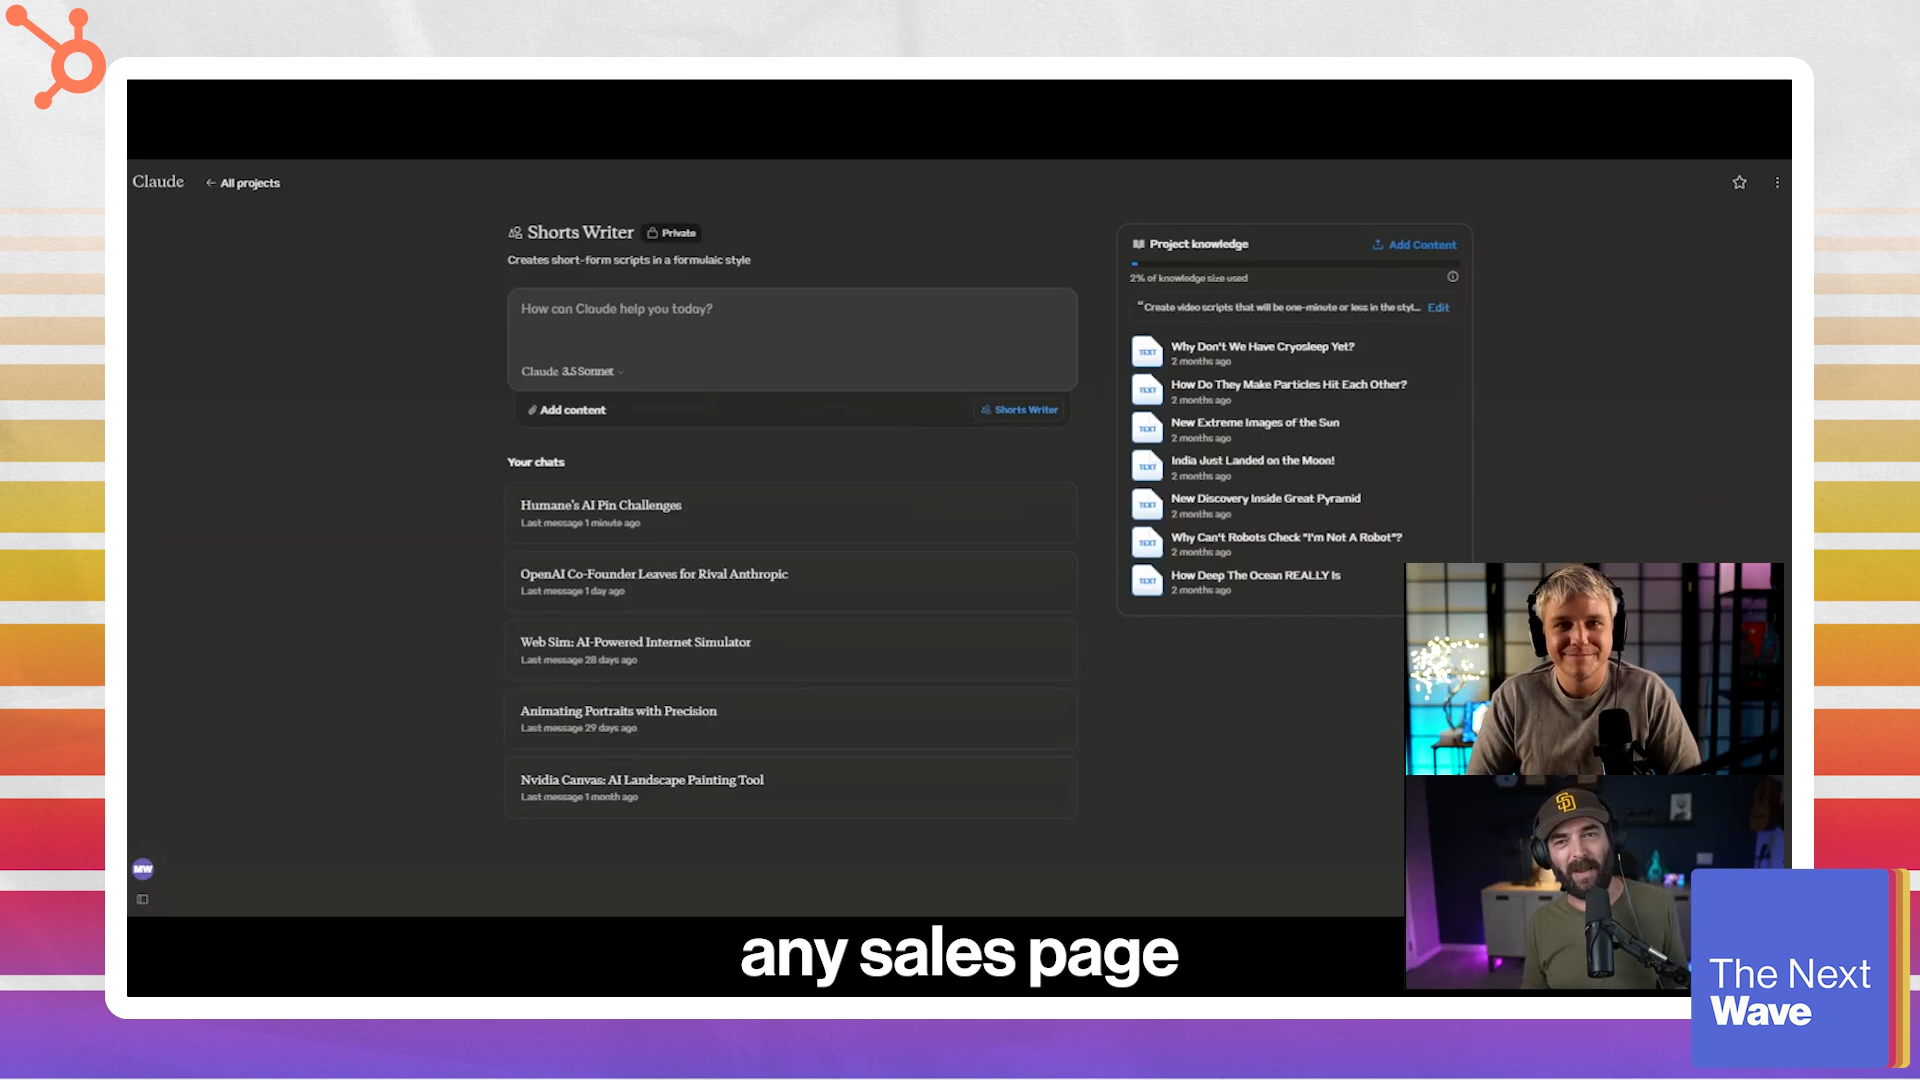 Claude
← All projects
Shorts Writer
Private
Creates short-form scripts in a formulaic style
How can Claude help you today?
Claude 3.5 Sonnet
Add content
Shorts Writer
Your chats
Humane's AI Pin Challenges
Last message 1 minute ago
OpenAI Co-Founder Leaves for Rival Anthropic
Last message 1 day ago
Web Sim: AI-Powered Internet Simulator
Last message 28 days ago
Animating Portraits with Precision
Last message 29 days ago
Nvidia Canvas: AI Landscape Painting Tool
Last message 1 month ago
MW
Project knowledge
Add Content
2% of knowledge size used
“Create video scripts that will be one-minute or less in the styl...
Edit
TEXT
Why Don't We Have Cryosleep Yet?
2 months ago
TEXT
How Do They Make Particles Hit Each Other?
2 months ago
TEXT
New Extreme Images of the Sun
2 months ago
TEXT
India Just Landed on the Moon!
2 months ago
TEXT
New Discovery Inside Great Pyramid
2 months ago
TEXT
Why Can't Robots Check "I'm Not A Robot"?
2 months ago
TEXT
How Deep The Ocean REALLY Is
2 months ago
SD
any sales page
The Next
Wave